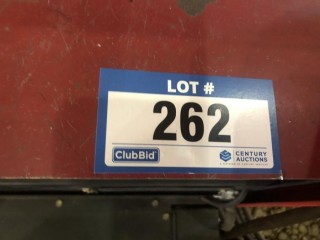 LOT #
262
ClubBid
CENTURY
AUCTIONS